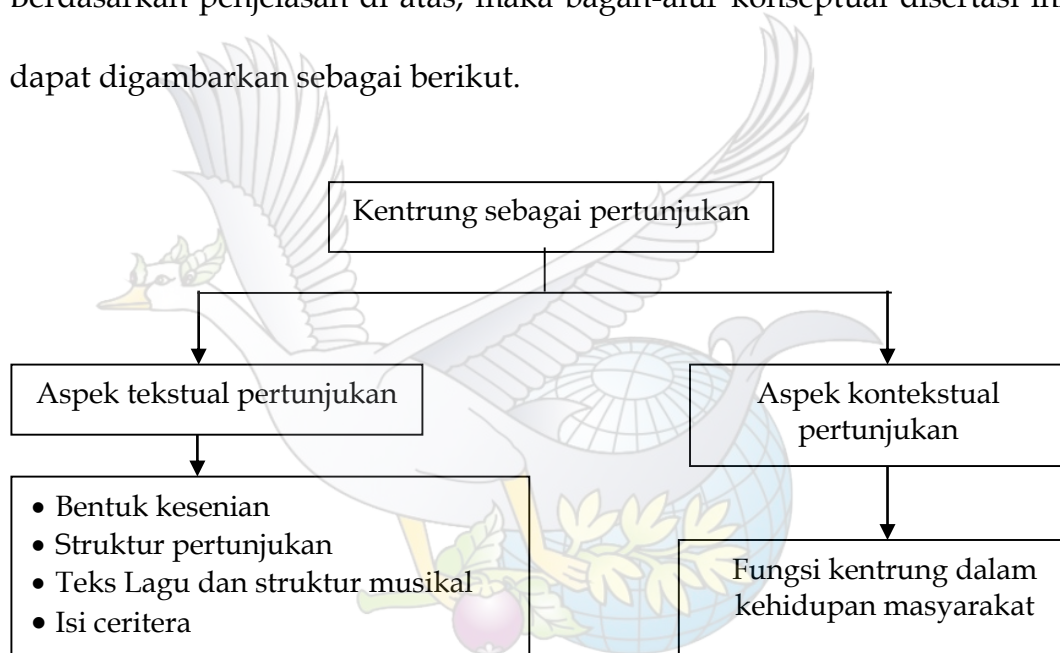 Berdasarkan penjelasan di atas, maka bagan-alur konseptual disertasi ini
dapat digambarkan sebagai berikut.
Kentrung sebagai pertunjukan
Aspek tekstual pertunjukan
Aspek kontekstual
pertunjukan
• Bentuk kesenian
• Struktur pertunjukan
• Teks Lagu dan struktur musikal
• Isi ceritera
Fungsi kentrung dalam
kehidupan masyarakat